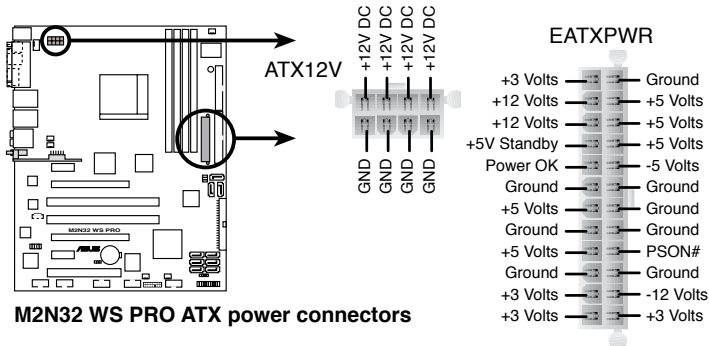 ATX12V
+12V DC
+12V DC
+12V DC
+12V DC
GND
GND
GND
GND
EATXPWR
+3 Volts Ground
+12 Volts +5 Volts
+12 Volts +5 Volts
+5V Standby +5 Volts
Power OK -5 Volts
Ground Ground
+5 Volts Ground
Ground Ground
+5 Volts PSON#
Ground Ground
+3 Volts -12 Volts
+3 Volts +3 Volts
M2N32 WS PRO
ASUS
M2N32 WS PRO ATX power connectors